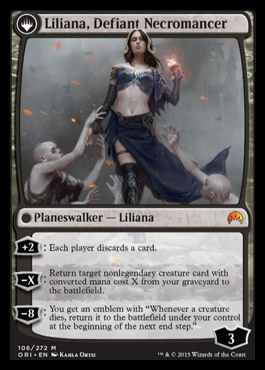 Liliana, Defiant Necromancer
Planeswalker — Liliana
+2 : Each player discards a card.
-X : Return target nonlegendary creature card with
converted mana cost X from your graveyard to
the battlefield.
-8 : You get an emblem with “Whenever a creature
dies, return it to the battlefield under your control
at the beginning of the next end step.”
3
106/272 M
ORI • EN Karla Ortiz
™ & © 2015 Wizards of the Coast